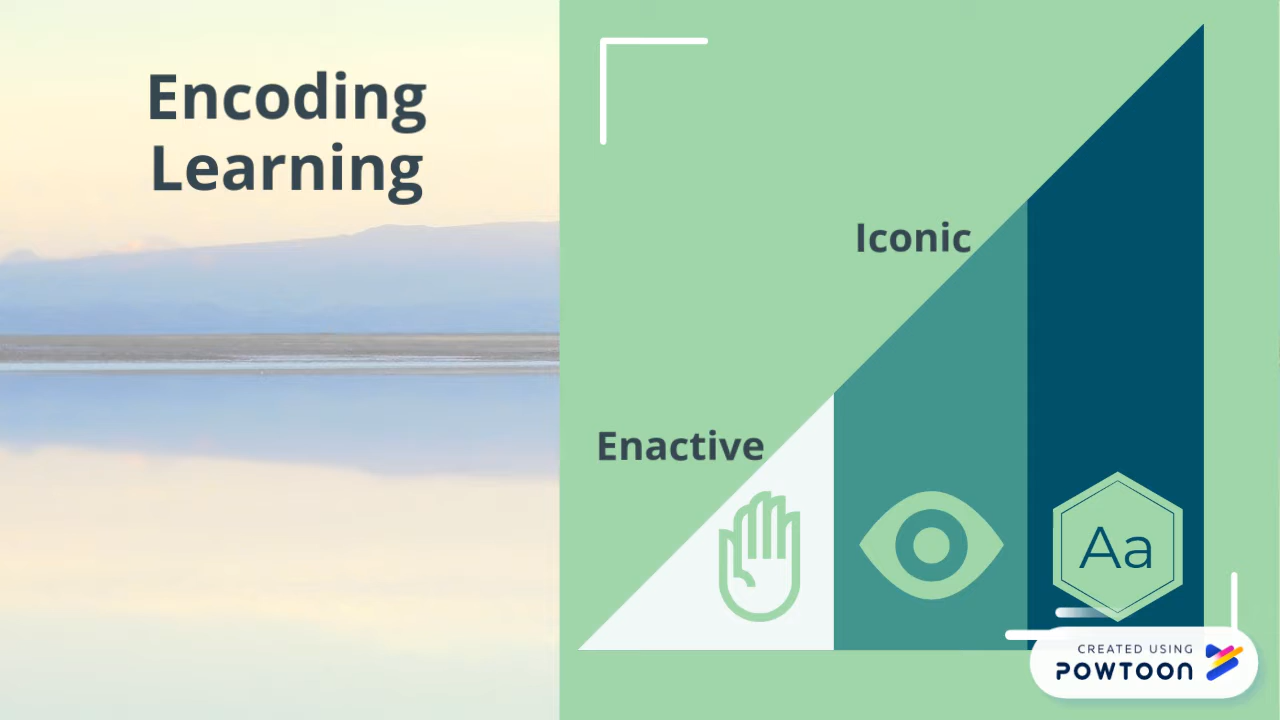 Encoding
Learning
Iconic
Enactive
Aa
CREATED USING
POWTOON